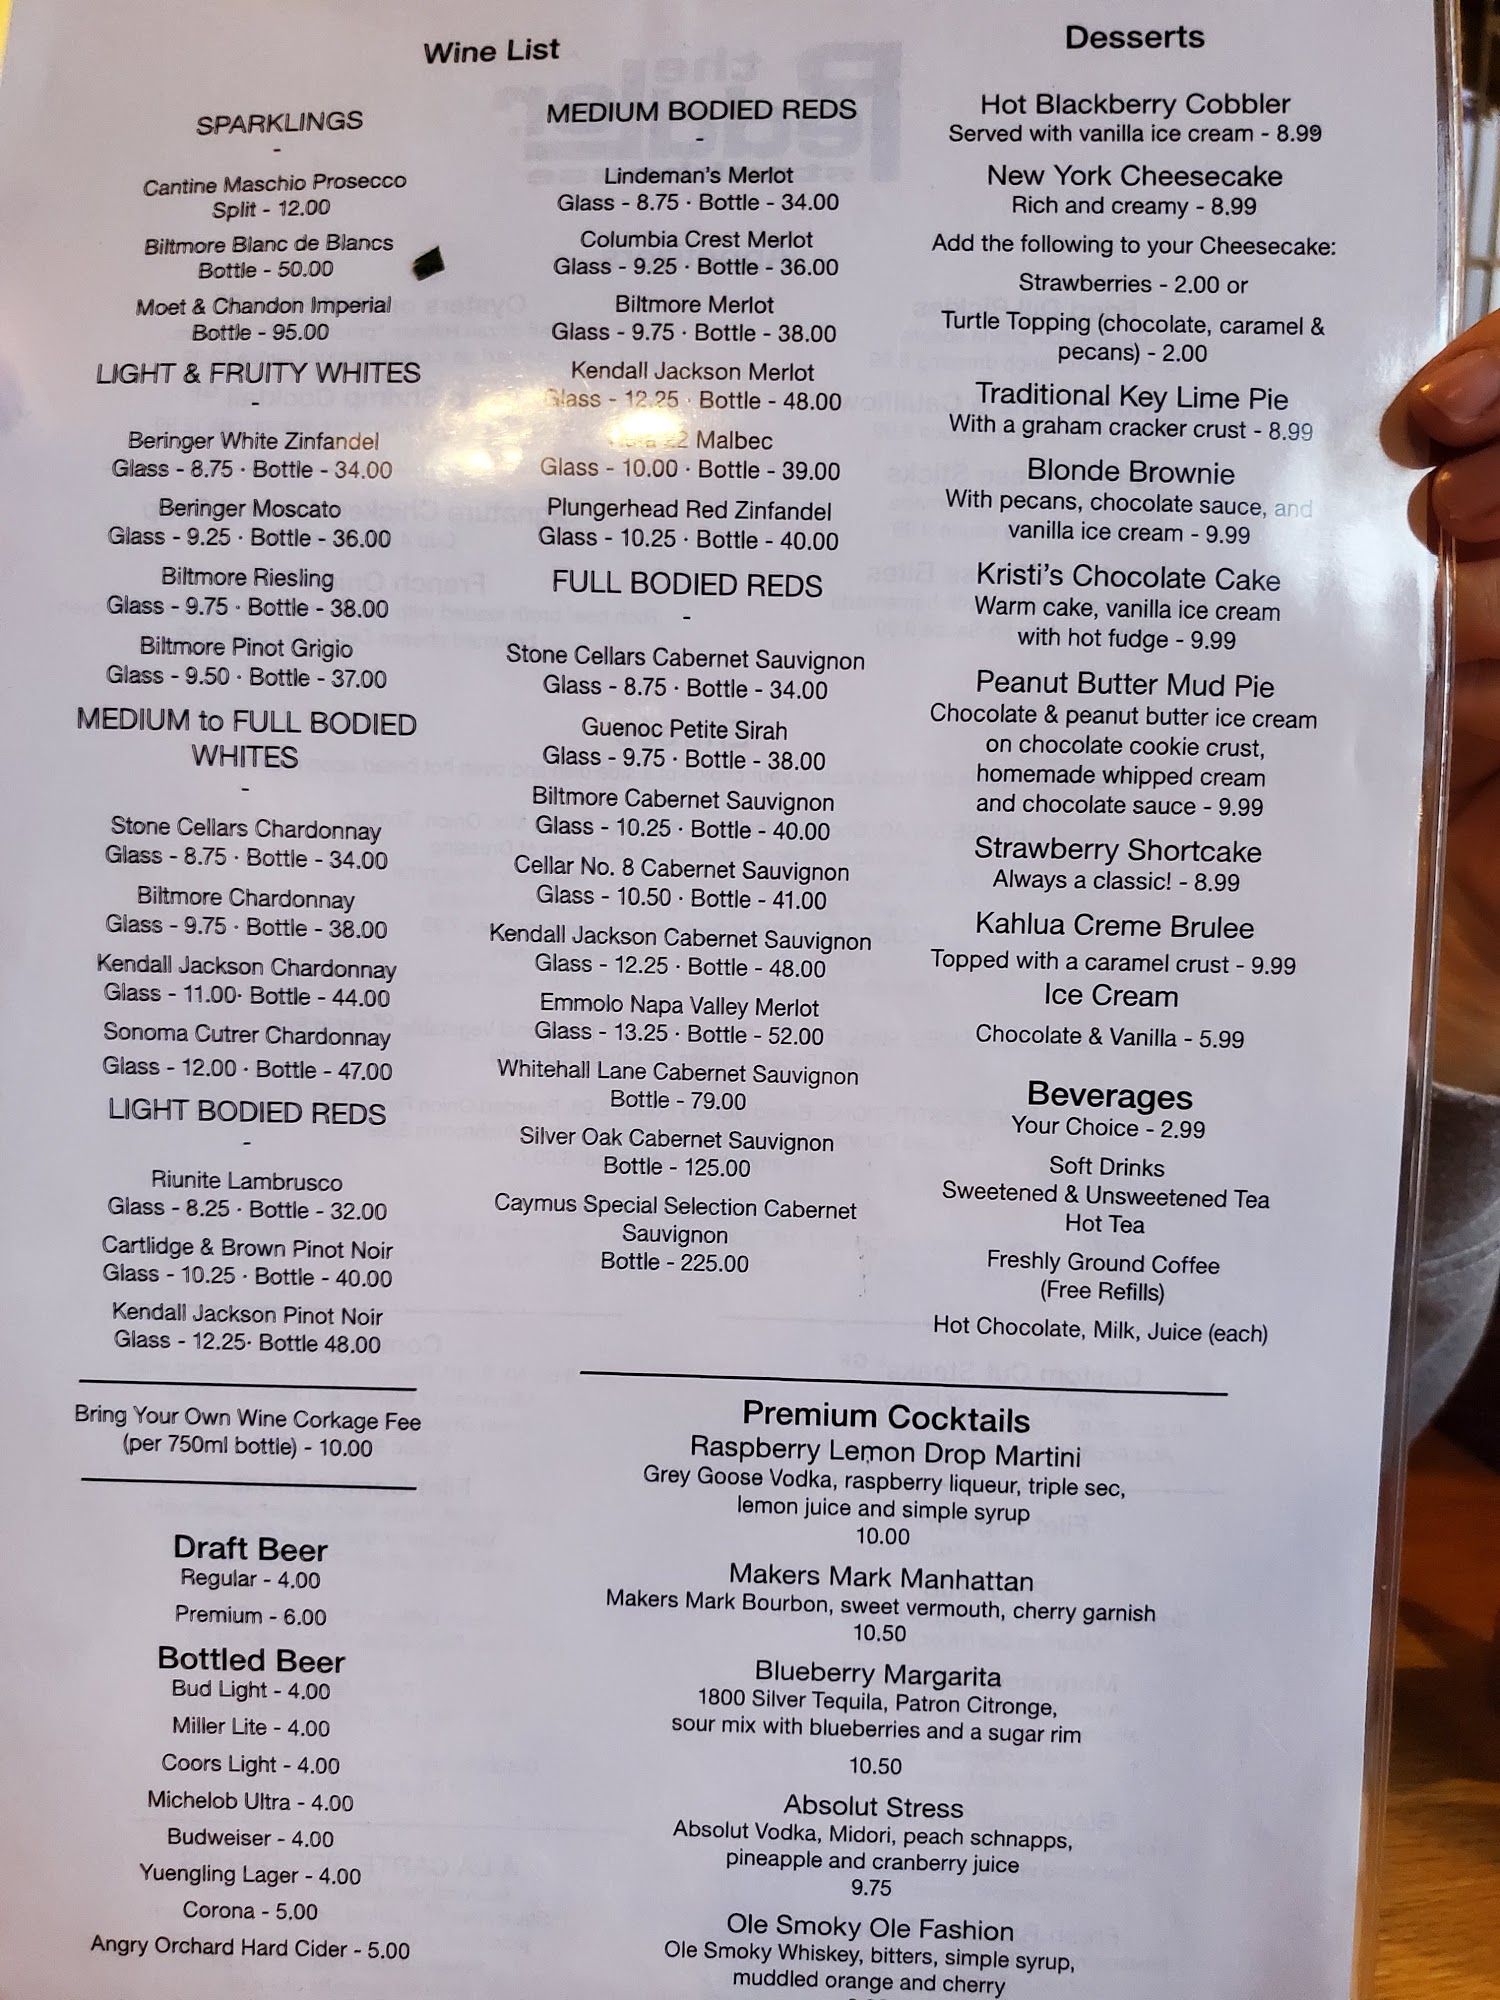 Wine List
SPARKLINGS
-
Cantine Maschio Prosecco
Split - 12.00
Biltmore Blanc de Blancs
Bottle - 50.00
Moet & Chandon Imperial
Bottle - 95.00
LIGHT & FRUITY WHITES
-
Beringer White Zinfandel
Glass - 8.75 · Bottle - 34.00
Beringer Moscato
Glass - 9.25 · Bottle - 36.00
Biltmore Riesling
Glass - 9.75 · Bottle - 38.00
Biltmore Pinot Grigio
Glass - 9.50 · Bottle - 37.00
MEDIUM to FULL BODIED
WHITES
-
Stone Cellars Chardonnay
Glass - 8.75 · Bottle - 34.00
Biltmore Chardonnay
Glass - 9.75 · Bottle - 38.00
Kendall Jackson Chardonnay
Glass - 11.00· Bottle - 44.00
Sonoma Cutrer Chardonnay
Glass - 12.00 · Bottle - 47.00
LIGHT BODIED REDS
-
Riunite Lambrusco
Glass - 8.25 · Bottle - 32.00
Cartlidge & Brown Pinot Noir
Glass - 10.25 · Bottle - 40.00
Kendall Jackson Pinot Noir
Glass - 12.25· Bottle 48.00
Bring Your Own Wine Corkage Fee
(per 750ml bottle) - 10.00
Draft Beer
Regular - 4.00
Premium - 6.00
Bottled Beer
Bud Light - 4.00
Miller Lite - 4.00
Coors Light - 4.00
Michelob Ultra - 4.00
Budweiser - 4.00
Yuengling Lager - 4.00
Corona - 5.00
Angry Orchard Hard Cider - 5.00
MEDIUM BODIED REDS
-
Lindeman's Merlot
Glass - 8.75 · Bottle - 34.00
Columbia Crest Merlot
Glass - 9.25 · Bottle - 36.00
Biltmore Merlot
Glass - 9.75 · Bottle - 38.00
Kendall Jackson Merlot
Glass - 12.25 · Bottle - 48.00
Malbec
Glass - 10.00 · Bottle - 39.00
Plungerhead Red Zinfandel
Glass - 10.25 · Bottle - 40.00
FULL BODIED REDS
-
Stone Cellars Cabernet Sauvignon
Glass - 8.75 · Bottle - 34.00
Guenoc Petite Sirah
Glass - 9.75 · Bottle - 38.00
Biltmore Cabernet Sauvignon
Glass - 10.25 · Bottle - 40.00
Cellar No. 8 Cabernet Sauvignon
Glass - 10.50 · Bottle - 41.00
Kendall Jackson Cabernet Sauvignon
Glass - 12.25 · Bottle - 48.00
Emmolo Napa Valley Merlot
Glass - 13.25 · Bottle - 52.00
Whitehall Lane Cabernet Sauvignon
Bottle - 79.00
Silver Oak Cabernet Sauvignon
Bottle - 125.00
Caymus Special Selection Cabernet
Sauvignon
Bottle - 225.00
Desserts
Hot Blackberry Cobbler
Served with vanilla ice cream - 8.99
New York Cheesecake
Rich and creamy - 8.99
Add the following to your Cheesecake:
Strawberries - 2.00 or
Turtle Topping (chocolate, caramel &
pecans) - 2.00
Traditional Key Lime Pie
With a graham cracker crust - 8.99
Blonde Brownie
With pecans, chocolate sauce, and
vanilla ice cream - 9.99
Kristi's Chocolate Cake
Warm cake, vanilla ice cream
with hot fudge - 9.99
Peanut Butter Mud Pie
Chocolate & peanut butter ice cream
on chocolate cookie crust,
homemade whipped cream
and chocolate sauce - 9.99
Strawberry Shortcake
Always a classic! - 8.99
Kahlua Creme Brulee
Topped with a caramel crust - 9.99
Ice Cream
Chocolate & Vanilla - 5.99
Beverages
Your Choice - 2.99
Soft Drinks
Sweetened & Unsweetened Tea
Hot Tea
Freshly Ground Coffee
(Free Refills)
Hot Chocolate, Milk, Juice (each)
Premium Cocktails
Raspberry Lemon Drop Martini
Grey Goose Vodka, raspberry liqueur, triple sec,
lemon juice and simple syrup
10.00
Makers Mark Manhattan
Makers Mark Bourbon, sweet vermouth, cherry garnish
10.50
Blueberry Margarita
1800 Silver Tequila, Patron Citronge,
sour mix with blueberries and a sugar rim
10.50
Absolut Stress
Absolut Vodka, Midori, peach schnapps,
pineapple and cranberry juice
9.75
Ole Smoky Ole Fashion
Ole Smoky Whiskey, bitters, simple syrup,
muddled orange and cherry